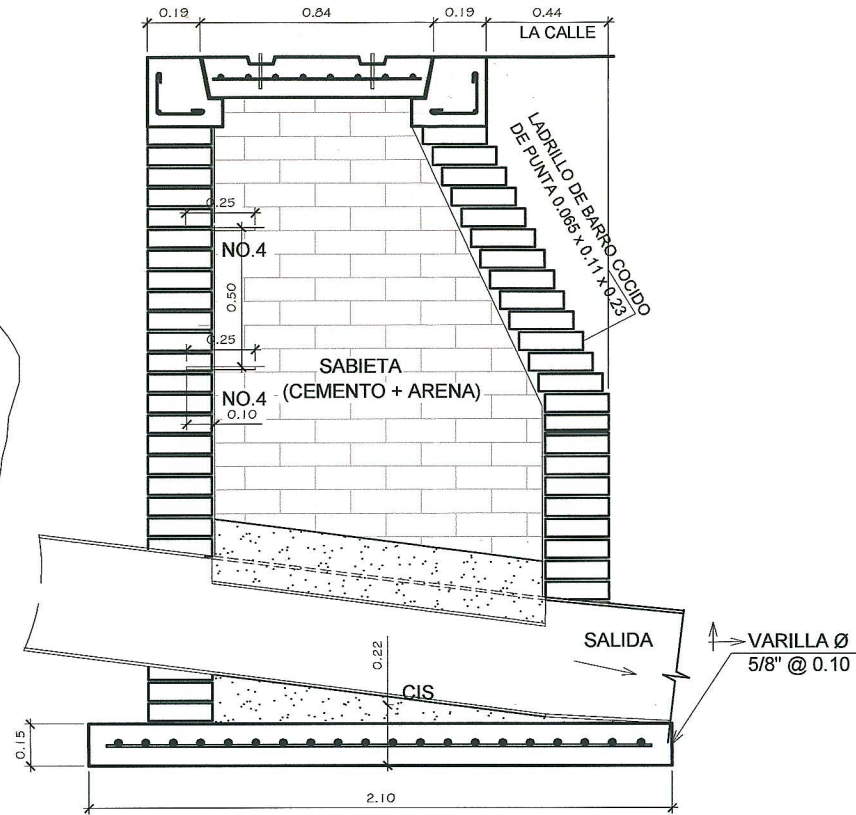 0.19
0.84
0.19
0.44
LA CALLE
LADRILLO DE BARRO COCIDO
DE PUNTA 0.065 x 0.11 x 0.23
0.25
NO.4
0.50
0.25
SABIETA
(CEMENTO + ARENA)
NO.4
0.10
0.22
SALIDA
VARILLA Ø
5/8" @ 0.10
CIS
0.15
2.10